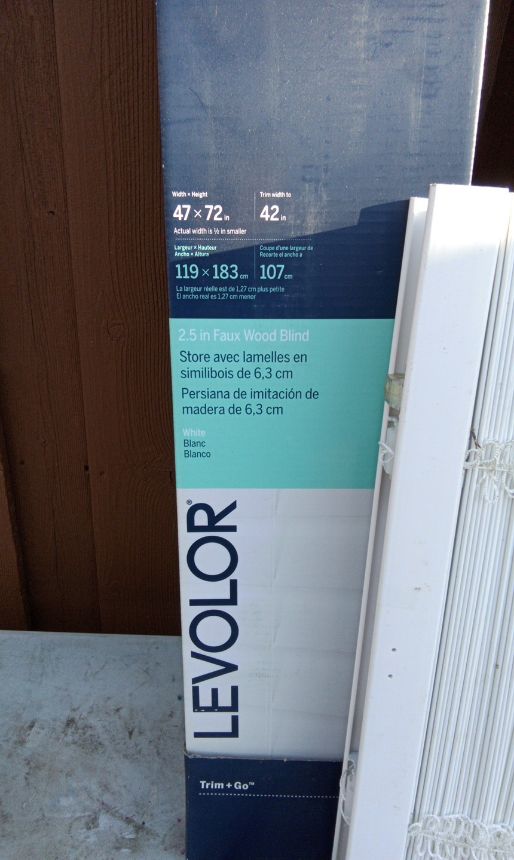 Width × Height
47 × 72 in
Trim width to
42 in
Actual width is ½ in smaller
Largeur × Hauteur
Ancho × Altura
119 × 183 cm
Coupe d'une largeur de
Recorte el ancho a
107 cm
La largeur réelle est de 1,27 cm plus petite
El ancho real es 1,27 cm menor
2.5 in Faux Wood Blind
Store avec lamelles en
similibois de 6,3 cm
Persiana de imitación de
madera de 6,3 cm
White
Blanc
Blanco
LEVOLOR®
Trim+Go™